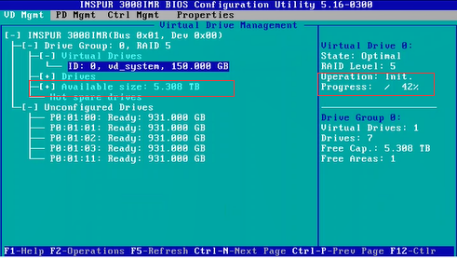 INSPUR 3008IMR BIOS Configuration Utility 5.16-0300
VD Mgmt PD Mgmt Ctrl Mgmt Properties
Virtual Drive Management
[-] INSPUR 3008IMR(Bus 0x01, Dev 0x00)
[-] Drive Group: 0, RAID 5
[-] Virtual Drives
ID: 0, vd_system, 150.000 GB
[+] Drives
[+] Available size: 5.308 TB
Hot spare drives
[-] Unconfigured Drives
P0:01:00: Ready: 931.000 GB
P0:01:01: Ready: 931.000 GB
P0:01:02: Ready: 931.000 GB
P0:01:03: Ready: 931.000 GB
P0:01:11: Ready: 931.000 GB
Virtual Drive 0:
State: Optimal
RAID Level: 5
Operation: Init.
Progress: / 42%
Drive Group 0:
Virtual Drives: 1
Drives: 7
Free Cap.: 5.308 TB
Free Areas: 1
F1-Help F2-Operations F5-Refresh Ctrl-N-Next Page Ctrl-P-Prev Page F12-Ctlr